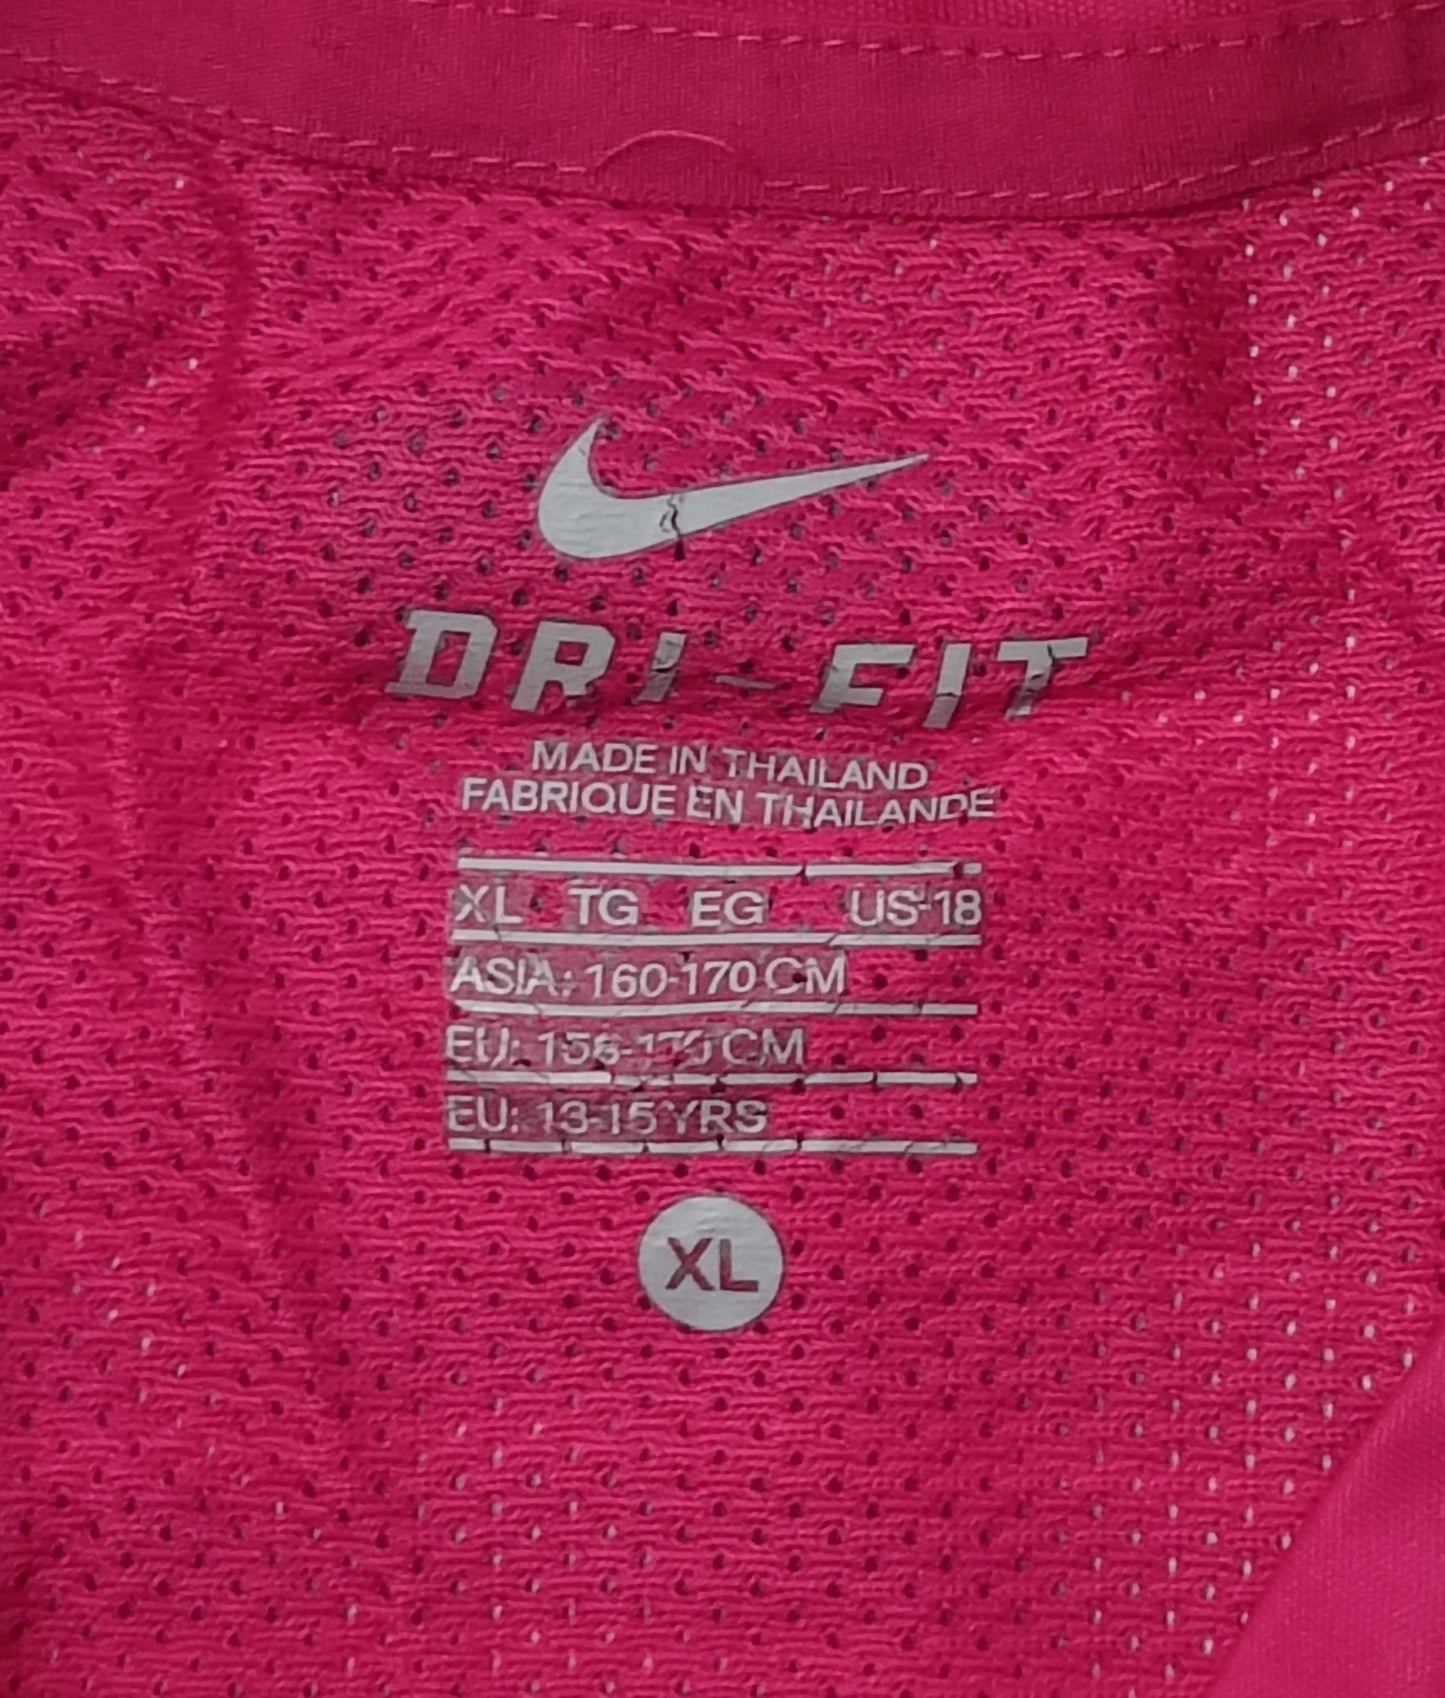 DRI-FIT
MADE IN THAILAND
FABRIQUE EN THAILANDE
XL TG EG US-18
ASIA: 160-170 CM
EU: 158-170 CM
EU: 13-15 YRS
XL